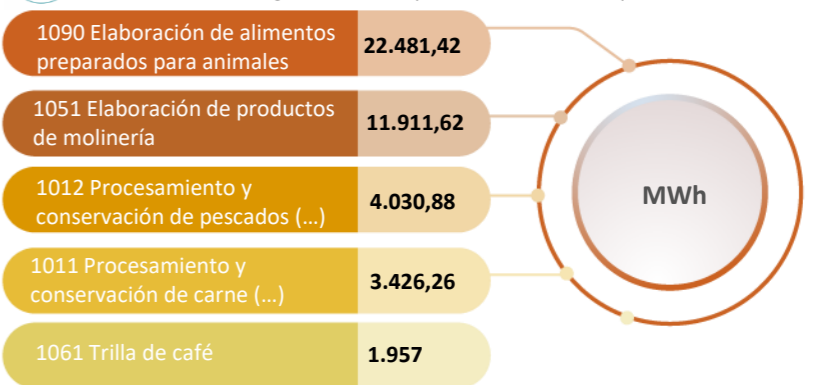 1090 Elaboración de alimentos
preparados para animales
22.481,42
1051 Elaboración de productos
de molinería
11.911,62
1012 Procesamiento y
conservación de pescados (...)
4.030,88
1011 Procesamiento y
conservación de carne (...)
3.426,26
1061 Trilla de café
1.957
MWh